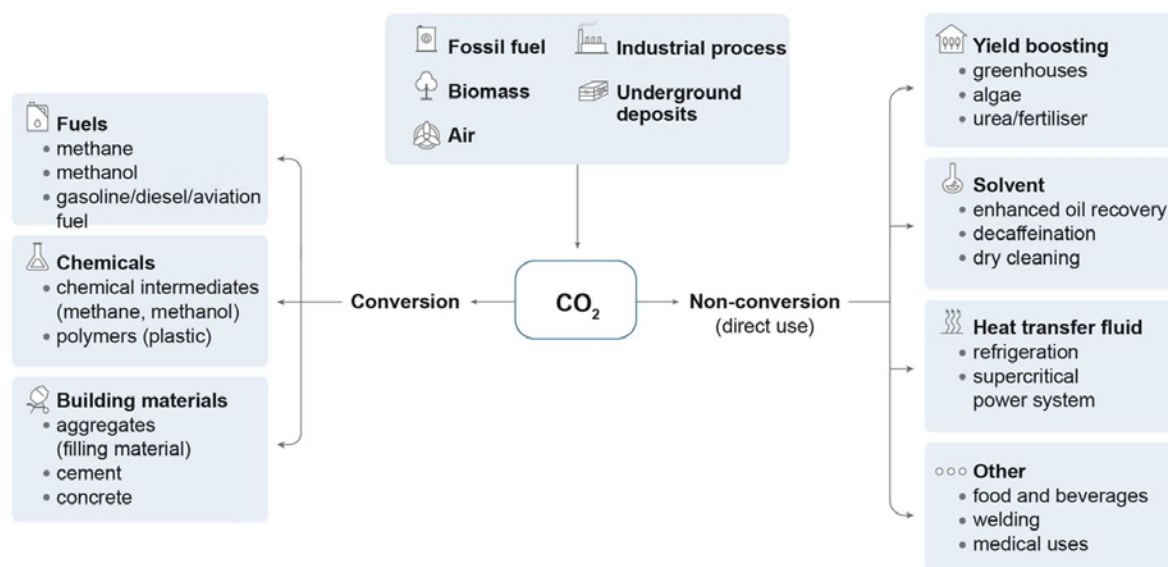 Fossil fuel
Industrial process
Biomass
Underground
deposits
Air
Fuels
• methane
• methanol
• gasoline/diesel/aviation
fuel
Chemicals
• chemical intermediates
(methane, methanol)
• polymers (plastic)
Building materials
• aggregates
(filling material)
• cement
• concrete
Conversion
CO₂
Non-conversion
(direct use)
Yield boosting
• greenhouses
• algae
• urea/fertiliser
Solvent
• enhanced oil recovery
• decaffeination
• dry cleaning
Heat transfer fluid
• refrigeration
• supercritical
power system
Other
• food and beverages
• welding
• medical uses